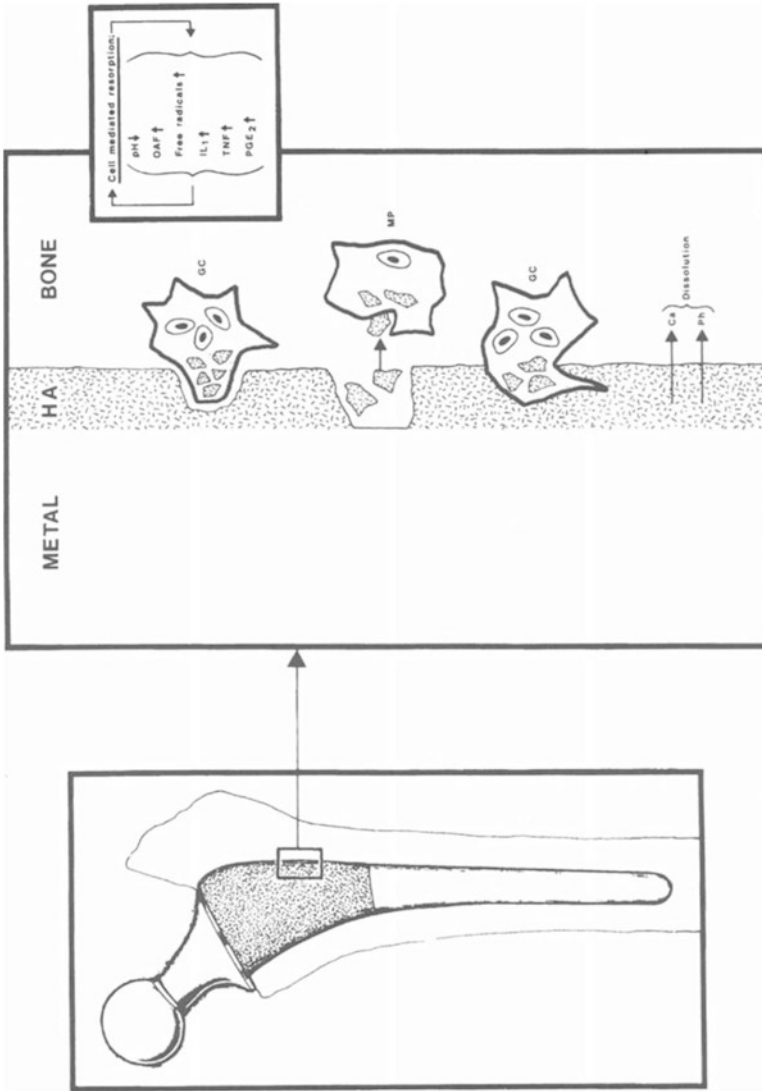 METAL
HA
BONE
GC
MP
GC
Ca
Ph
Dissolution
Cell mediated resorption:
pH↓
OAF↑
Free radicals↑
IL₁↑
TNF↑
PGE₂↑